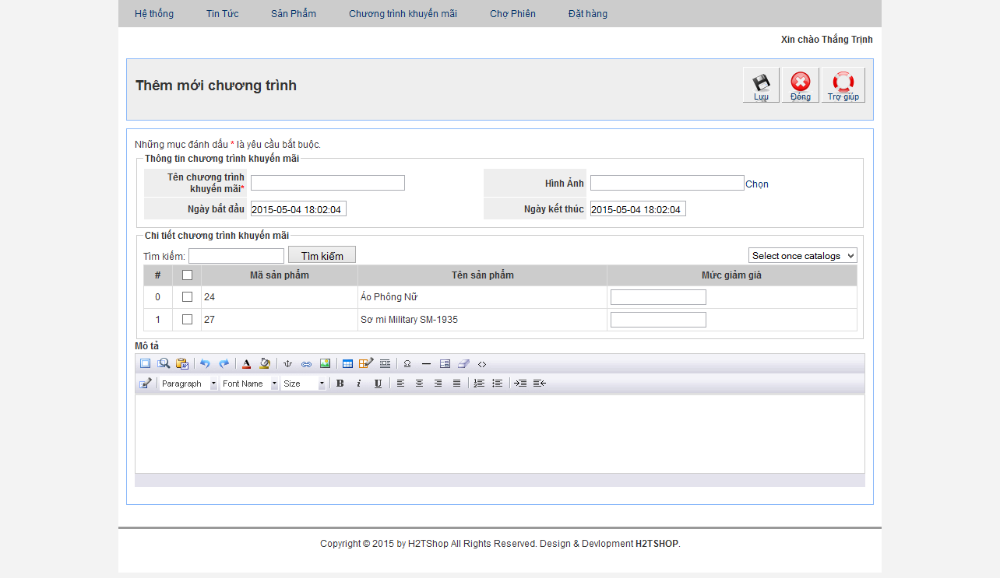 Hệ thống Tin Tức Sản Phẩm Chương trình khuyến mãi Chợ Phiên Đặt hàng
Xin chào Thắng Trịnh
Thêm mới chương trình
Lưu Đóng Trợ giúp
Những mục đánh dấu * là yêu cầu bắt buộc.
Thông tin chương trình khuyến mãi
Tên chương trình
khuyến mãi*
Hình Ảnh Chọn
Ngày bắt đầu 2015-05-04 18:02:04 Ngày kết thúc 2015-05-04 18:02:04
Chi tiết chương trình khuyến mãi
Tìm kiếm: Tìm kiếm Select once catalogs
# Mã sản phẩm Tên sản phẩm Mức giảm giá
0 24 Áo Phông Nữ
1 27 Sơ mi Military SM-1935
Mô tả
Paragraph Font Name Size B i U
Copyright © 2015 by H2TShop All Rights Reserved. Design & Devlopment H2TSHOP.